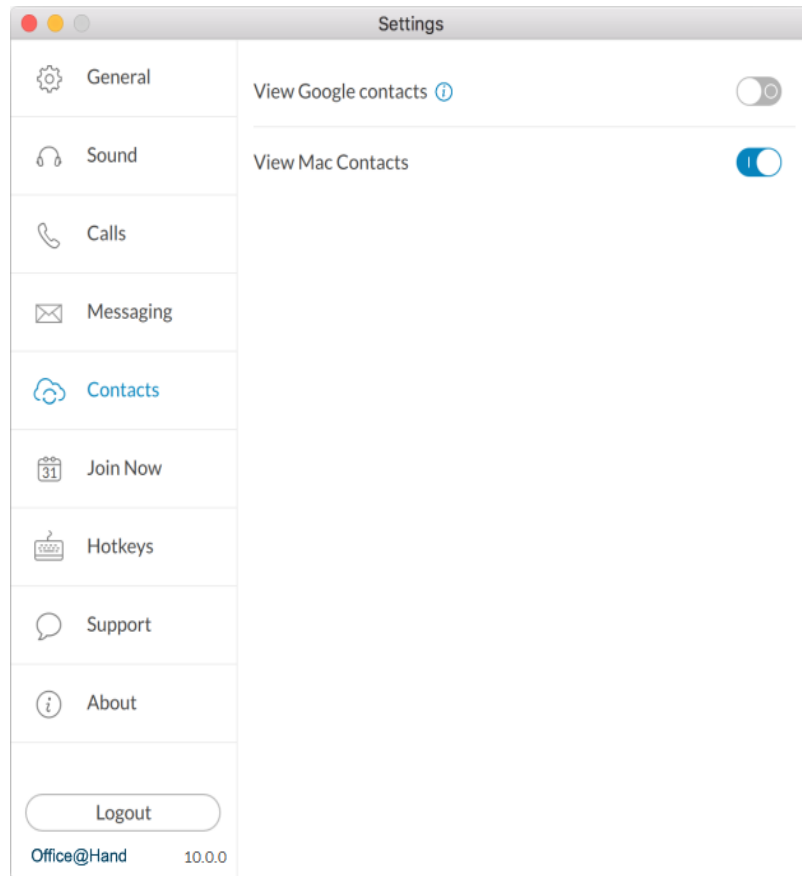 Settings
General
Sound
Calls
Messaging
Contacts
31
Join Now
Hotkeys
Support
i
About
Logout
Office@Hand 10.0.0
View Google contacts i
View Mac Contacts